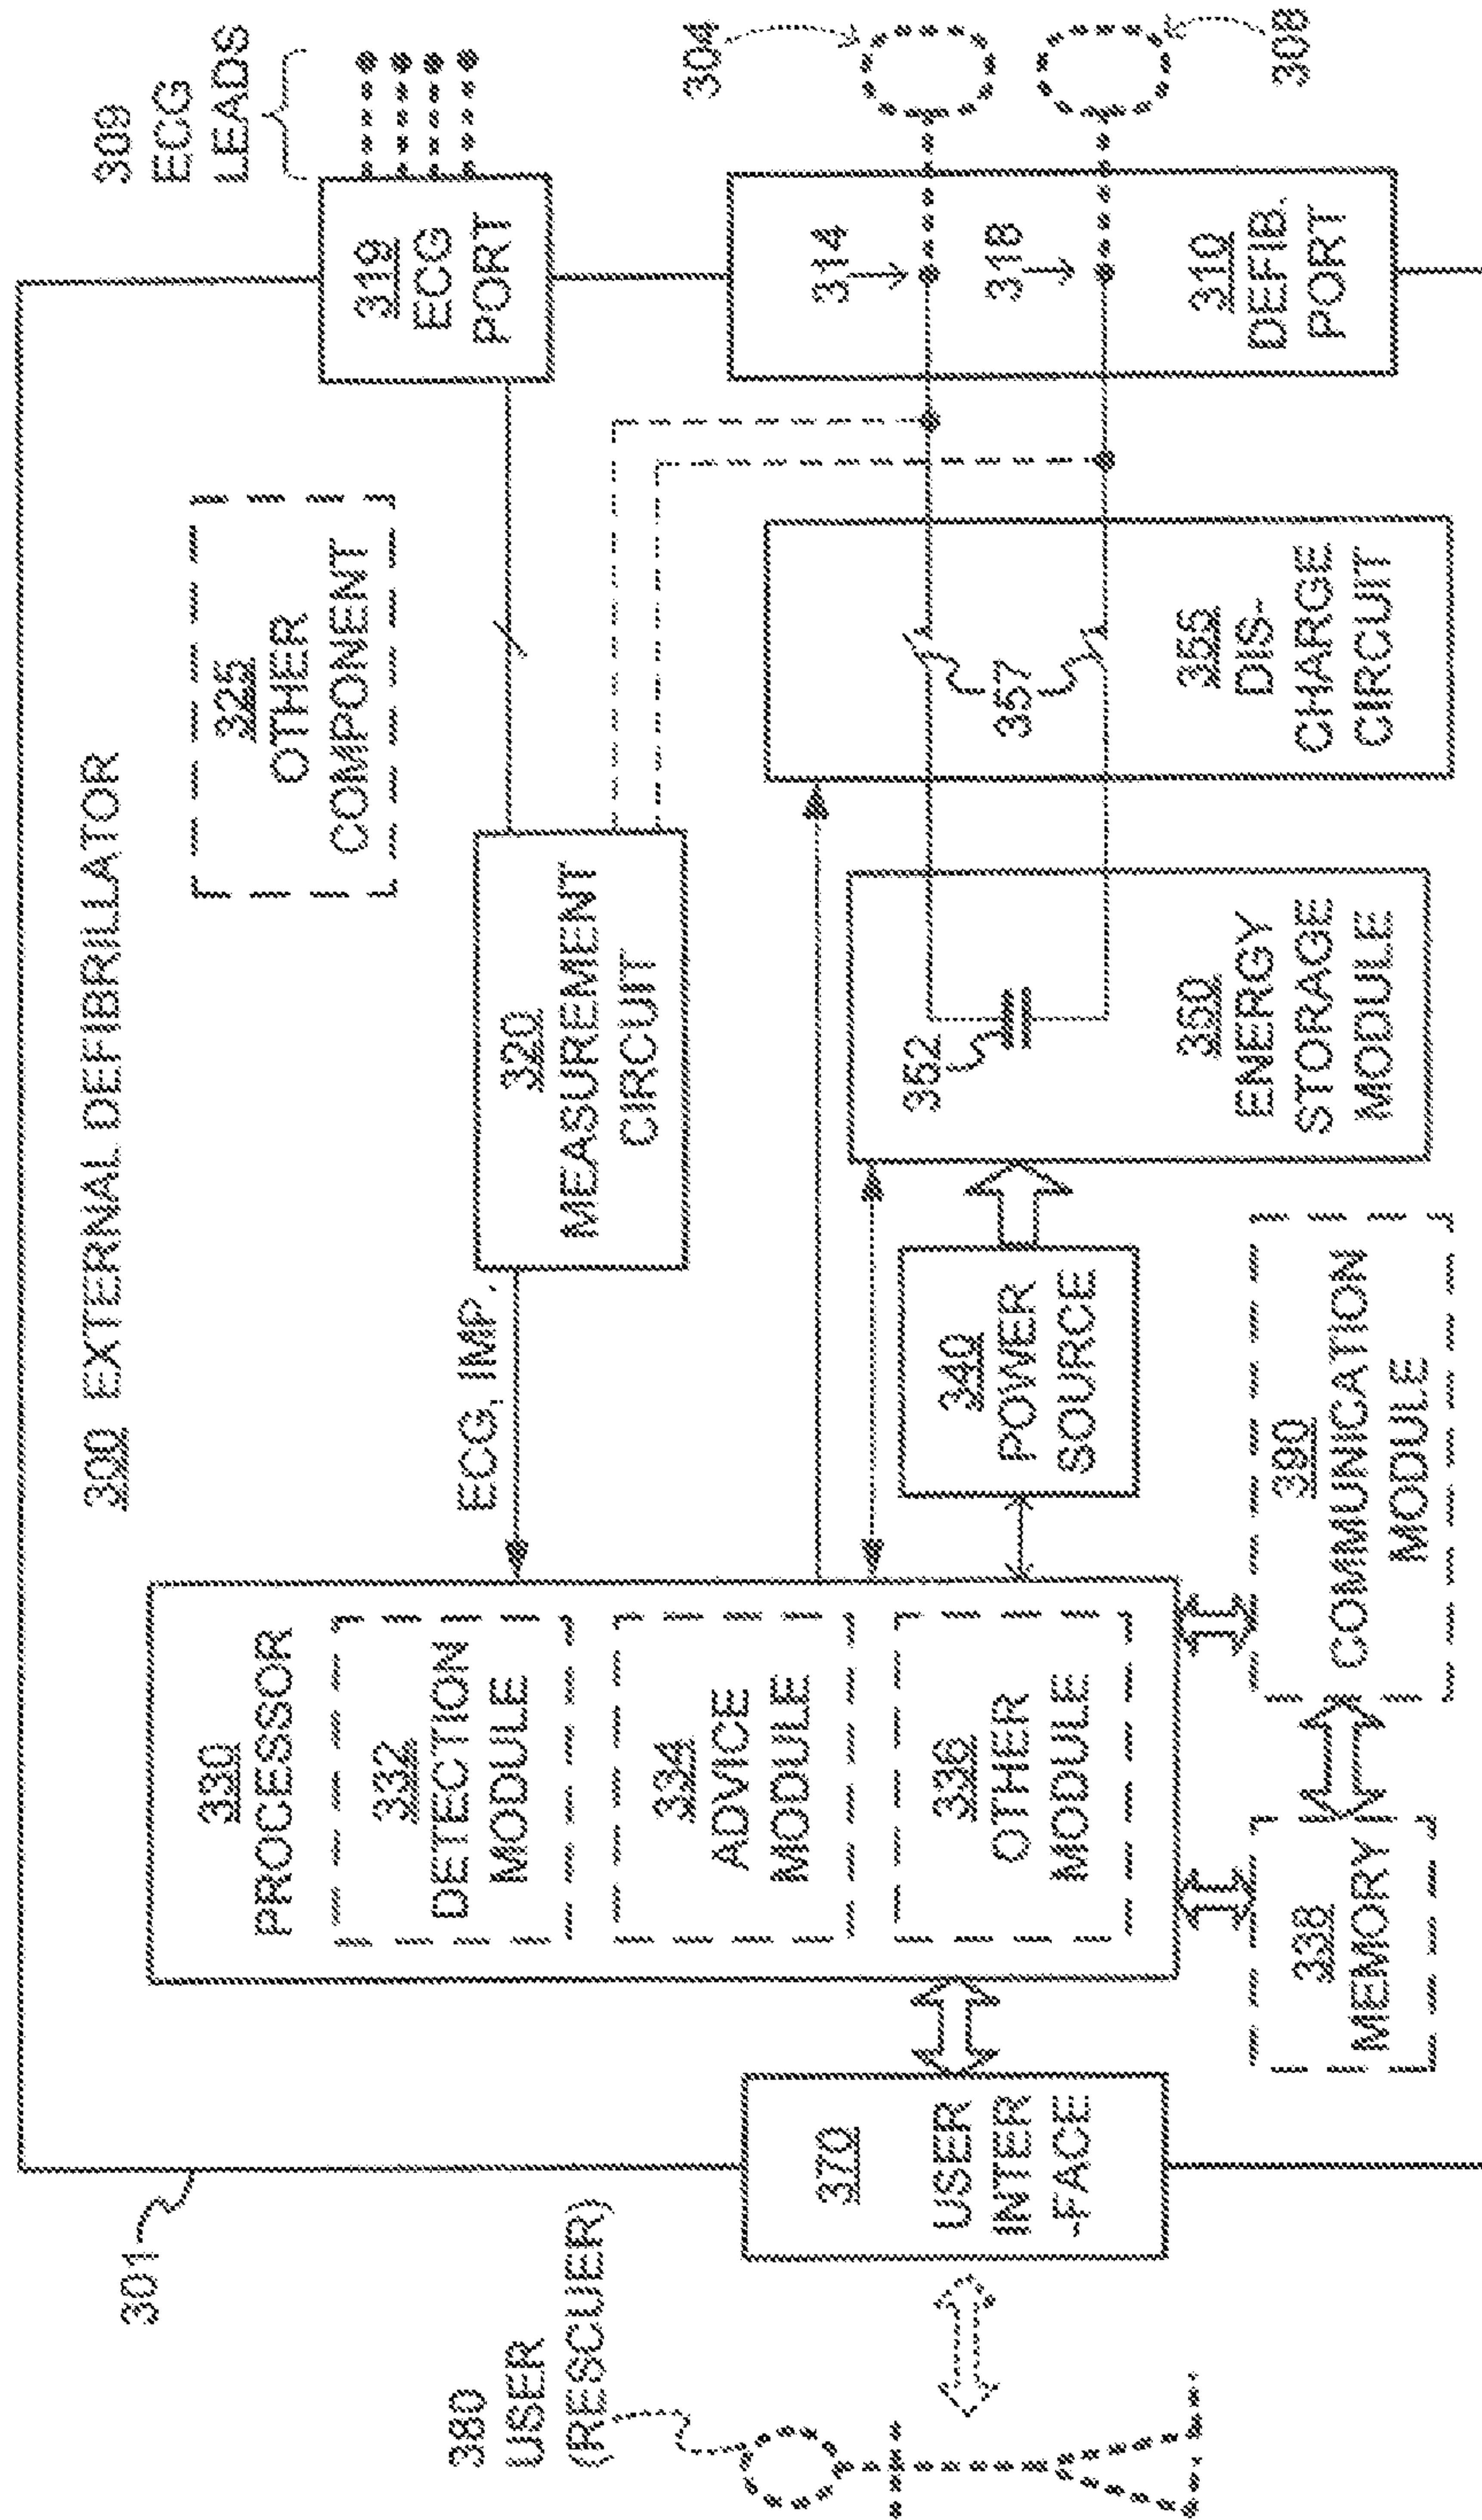 300 EXTERNAL DEFIBRILLATOR
301
309
ECG
LEADS
319
ECG
PORT
325
OTHER
COMPONENT
330
PROCESSOR
332
DETECTION
MODULE
334
ADVICE
MODULE
336
OTHER
MODULE
ECG, IMP.
320
MEASUREMENT
CIRCUIT
304
308
314
318
310
DEFIB.
PORT
380
USER
(RESCUER)
370
USER
INTER
-FACE
340
POWER
SOURCE
352
350
ENERGY
STORAGE
MODULE
357
355
DIS-
CHARGE
CIRCUIT
338
MEMORY
390
COMMUNICATION
MODULE